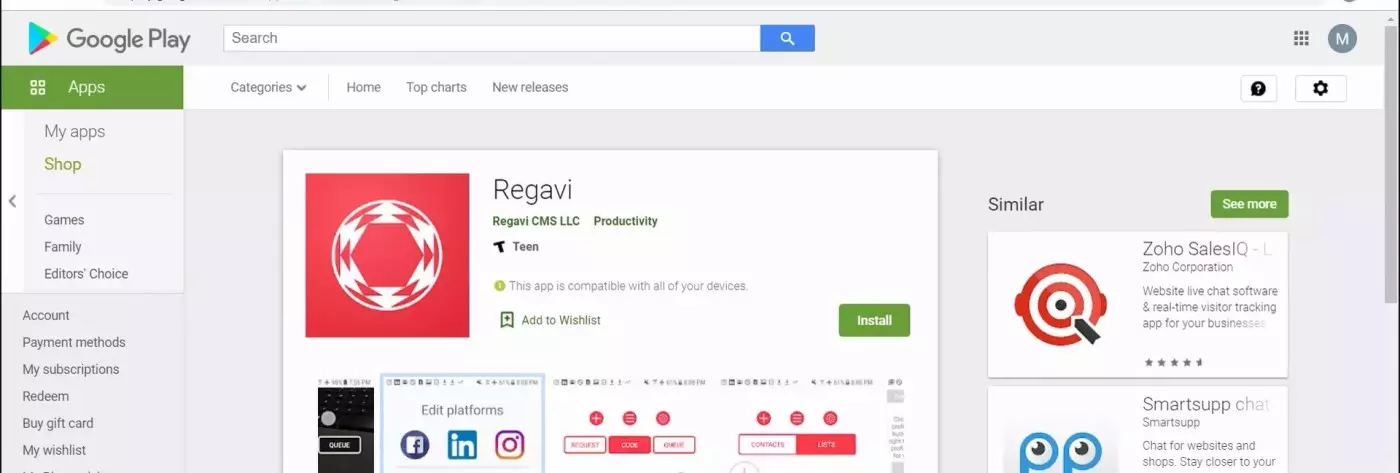 Google Play
Search
M
Apps
Categories
Home
Top charts
New releases
My apps
Shop
Games
Family
Editors' Choice
Account
Payment methods
My subscriptions
Redeem
Buy gift card
My wishlist
Regavi
Regavi CMS LLC Productivity
Teen
This app is compatible with all of your devices.
Add to Wishlist
Install
QUEUE
Edit platforms
REQUEST CODE QUEUE
CONTACTS LISTS
Similar
See more
Zoho SalesIQ - L
Zoho Corporation
Website live chat software
& real-time visitor tracking
app for your businesses
Smartsupp chat
Smartsupp
Chat for websites and
shops. Stay closer to your